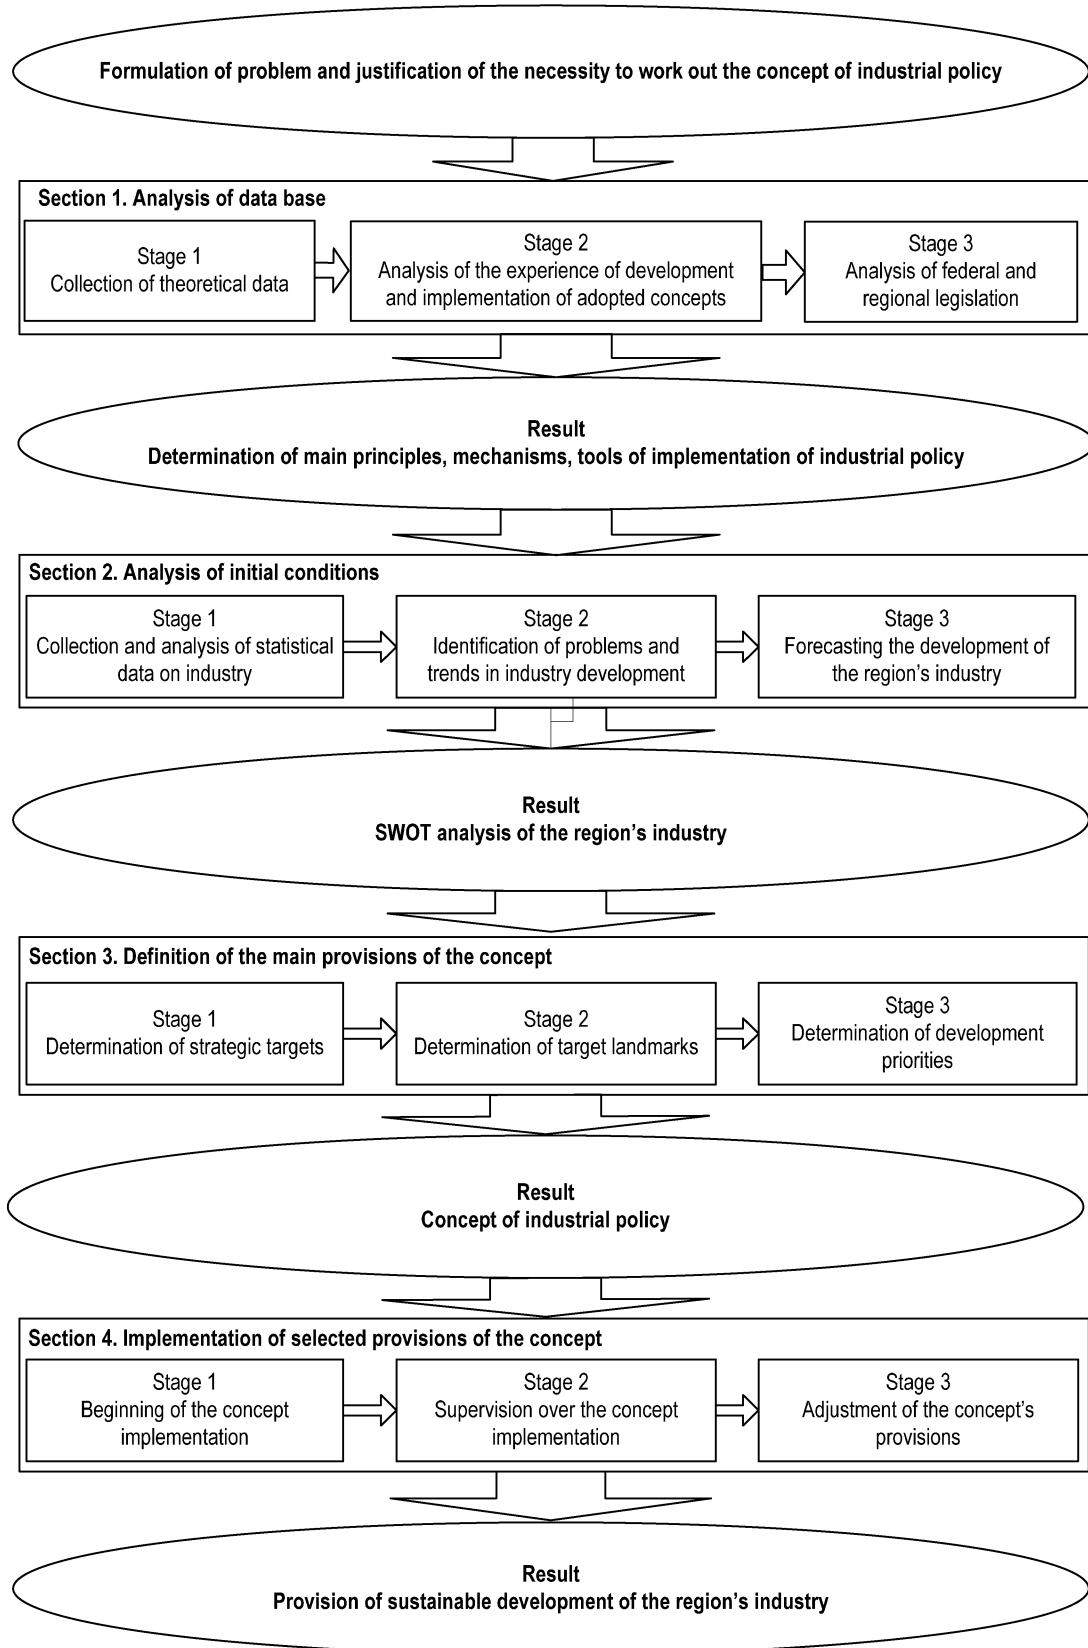 Formulation of problem and justification of the necessity to work out the concept of industrial policy
Section 1. Analysis of data base
Stage 1
Collection of theoretical data
Stage 2
Analysis of the experience of development
and implementation of adopted concepts
Stage 3
Analysis of federal and
regional legislation
Result
Determination of main principles, mechanisms, tools of implementation of industrial policy
Section 2. Analysis of initial conditions
Stage 1
Collection and analysis of statistical
data on industry
Stage 2
Identification of problems and
trends in industry development
Stage 3
Forecasting the development of
the region’s industry
Result
SWOT analysis of the region’s industry
Section 3. Definition of the main provisions of the concept
Stage 1
Determination of strategic targets
Stage 2
Determination of target landmarks
Stage 3
Determination of development
priorities
Result
Concept of industrial policy
Section 4. Implementation of selected provisions of the concept
Stage 1
Beginning of the concept
implementation
Stage 2
Supervision over the concept
implementation
Stage 3
Adjustment of the concept’s
provisions
Result
Provision of sustainable development of the region’s industry